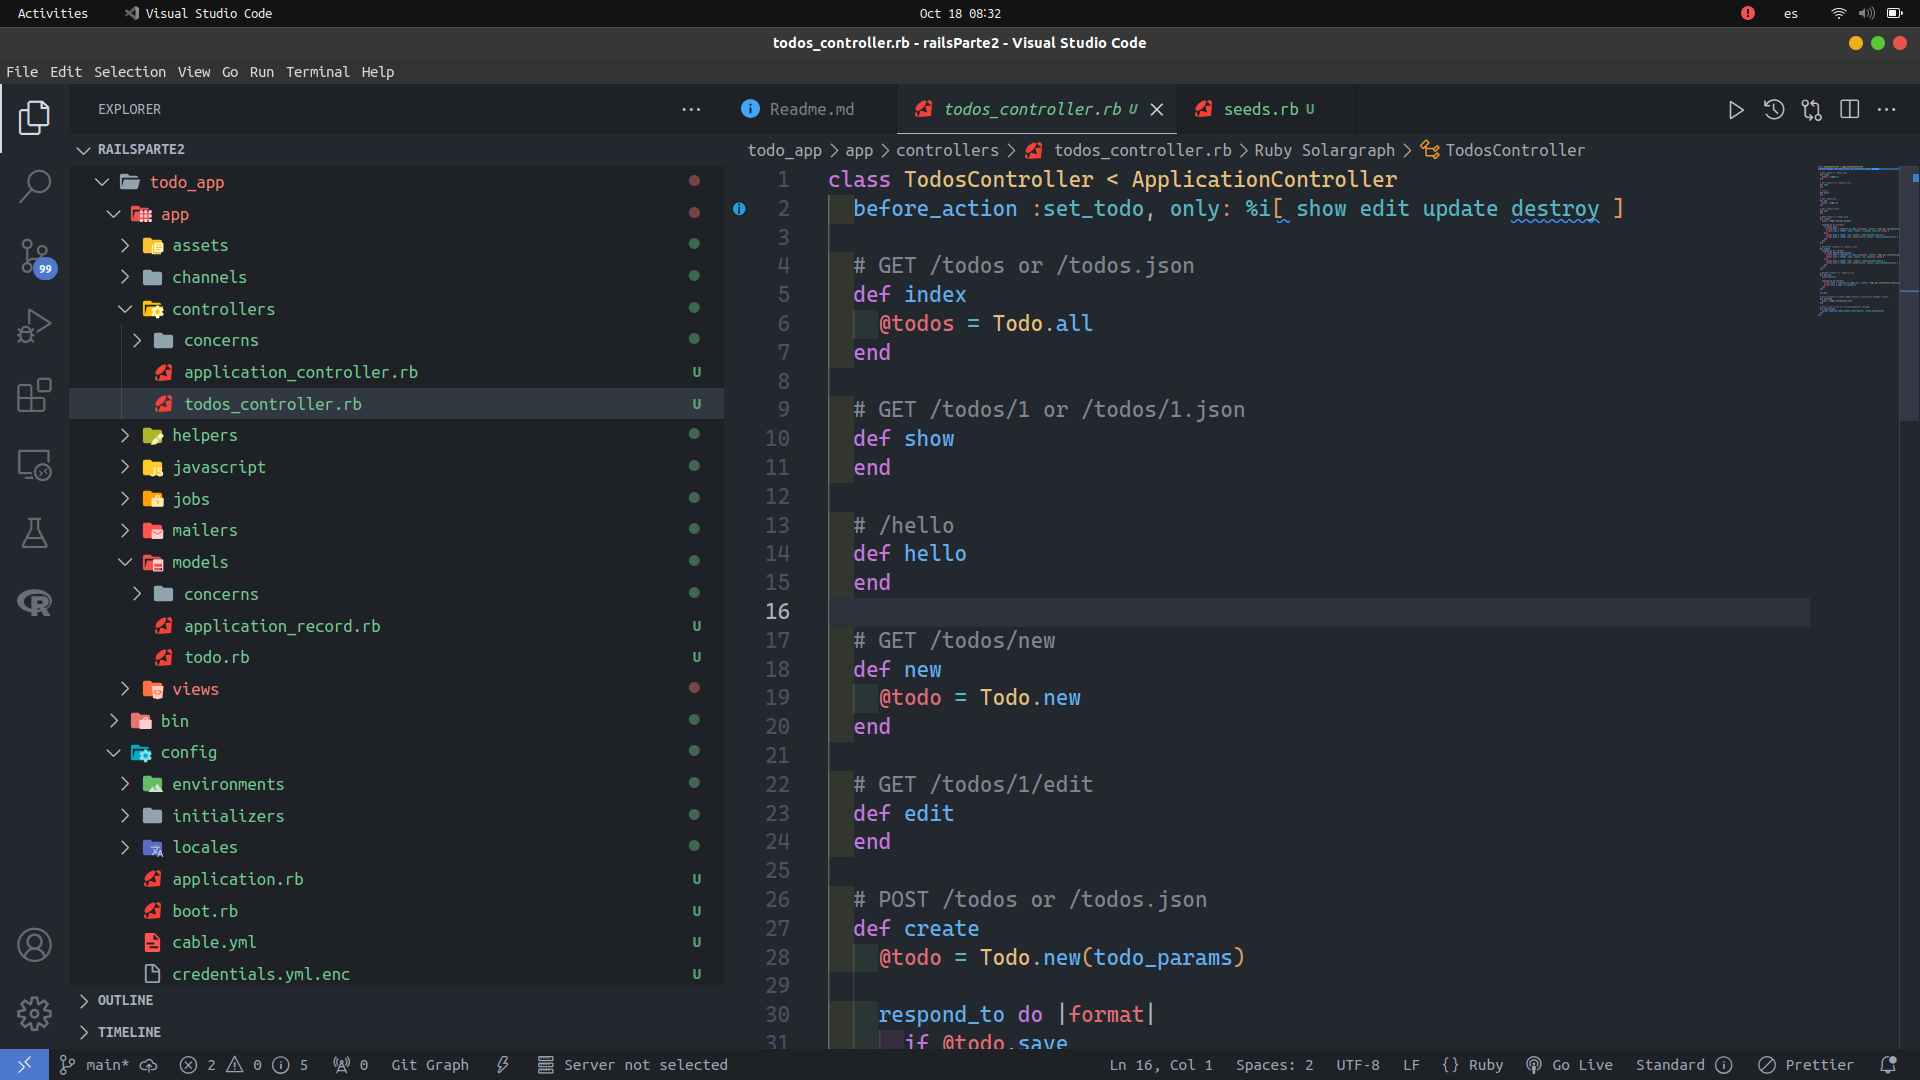 Activities
Visual Studio Code
Oct 18 08:32
es
todos_controller.rb - railsParte2 - Visual Studio Code
File Edit Selection View Go Run Terminal Help
EXPLORER
RAILSPARTE2
todo_app
app
assets
channels
controllers
concerns
application_controller.rb U
todos_controller.rb U
helpers
javascript
jobs
mailers
models
concerns
application_record.rb U
todo.rb U
views
bin
config
environments
initializers
locales
application.rb U
boot.rb U
cable.yml U
credentials.yml.enc U
OUTLINE
TIMELINE
99
Readme.md
todos_controller.rb U
seeds.rb U
todo_app > app > controllers > todos_controller.rb > Ruby Solargraph > TodosController
1 class TodosController < ApplicationController
2 before_action :set_todo, only: %i[ show edit update destroy ]
3
4 # GET /todos or /todos.json
5 def index
6 @todos = Todo.all
7 end
8
9 # GET /todos/1 or /todos/1.json
10 def show
11 end
12
13 # /hello
14 def hello
15 end
16
17 # GET /todos/new
18 def new
19 @todo = Todo.new
20 end
21
22 # GET /todos/1/edit
23 def edit
24 end
25
26 # POST /todos or /todos.json
27 def create
28 @todo = Todo.new(todo_params)
29
30 respond_to do |format|
31 if @todo.save
main* 2 0 5 0 Git Graph Server not selected
Ln 16, Col 1 Spaces: 2 UTF-8 LF {} Ruby Go Live Standard Prettier